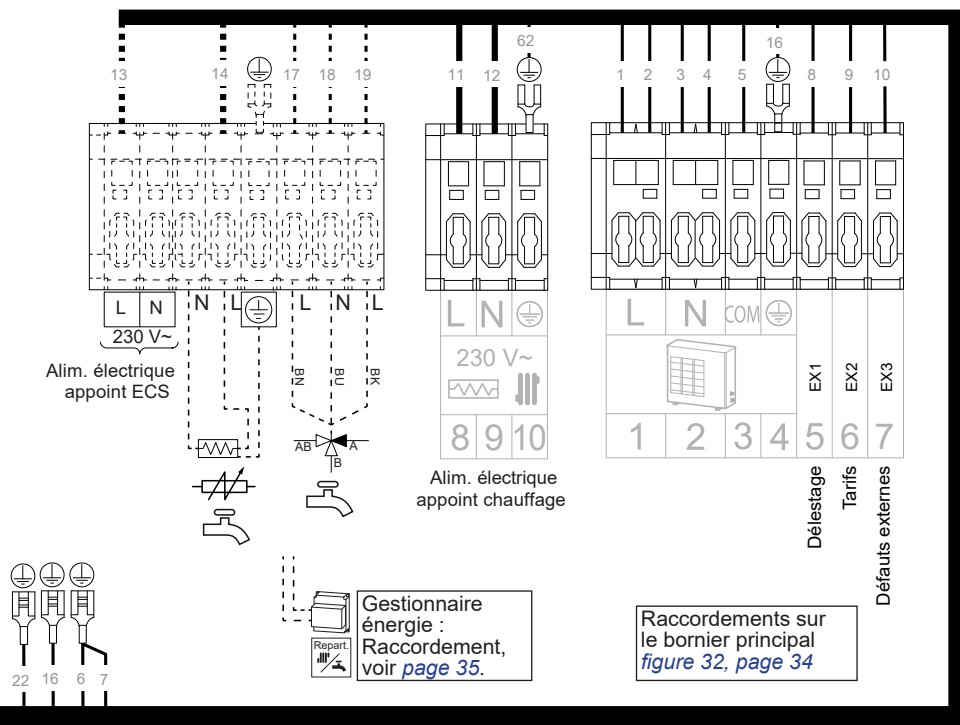 13 14 17 18 19 11 12 62 1 2 3 4 5 16 8 9 10
L N N L L N L
230 V~
Alim. électrique
appoint ECS
BN BU BK
AB A
B
L N
230 V~
8 9 10
Alim. électrique
appoint chauffage
L N COM
EX1 EX2 EX3
1 2 3 4 5 6 7
Délestage
Tarifs
Défauts externes
Gestionnaire
énergie :
Raccordement,
voir page 35.
Repart.
Raccordements sur
le bornier principal
figure 32, page 34
22 16 6 7